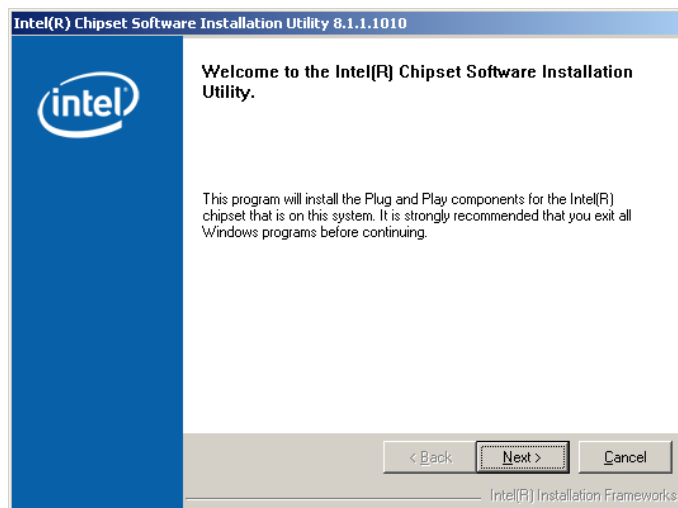 Intel(R) Chipset Software Installation Utility 8.1.1.1010
intel
Welcome to the Intel(R) Chipset Software Installation
Utility.
This program will install the Plug and Play components for the Intel(R)
chipset that is on this system. It is strongly recommended that you exit all
Windows programs before continuing.
< Back
Next >
Cancel
Intel(R) Installation Frameworks